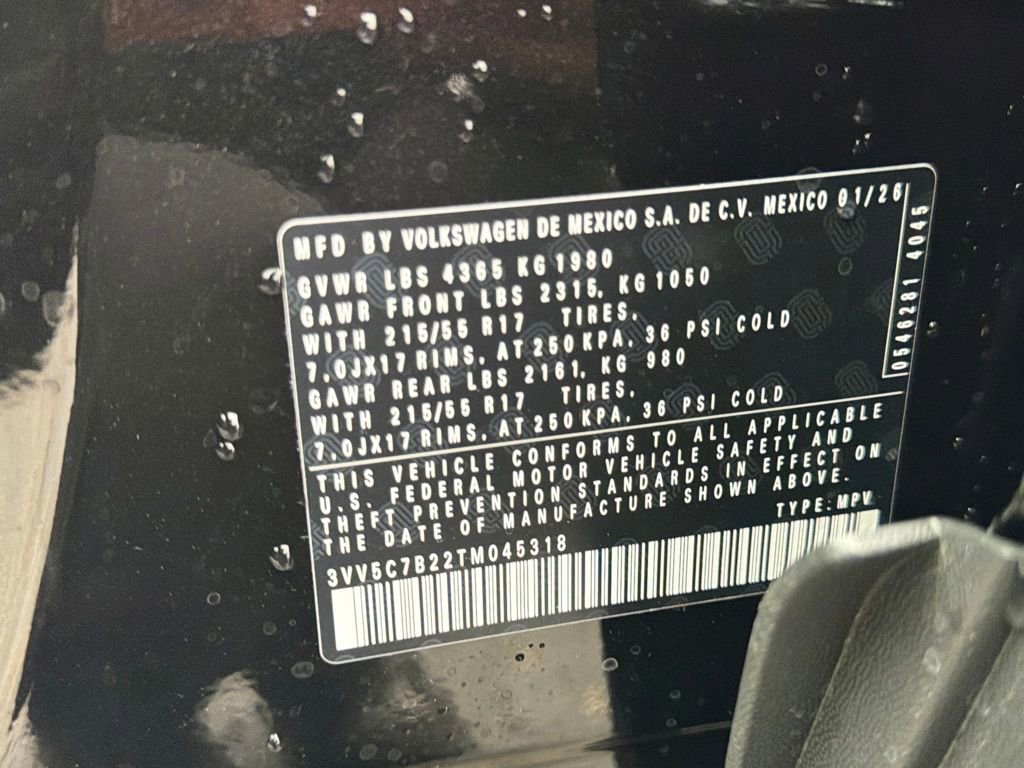 MFD BY VOLKSWAGEN DE MEXICO S.A. DE C.V. MEXICO 01/26
GVWR LBS 4365 KG 1980
GAWR FRONT LBS 2315, KG 1050
WITH 215/55 R17 TIRES,
7,0JX17 RIMS, AT 250 KPA, 36 PSI COLD
GAWR REAR LBS 2161, KG 980
WITH 215/55 R17 TIRES,
7,0JX17 RIMS, AT 250 KPA, 36 PSI COLD
THIS VEHICLE CONFORMS TO ALL APPLICABLE
U.S. FEDERAL MOTOR VEHICLE SAFETY AND
THEFT PREVENTION STANDARDS IN EFFECT ON
THE DATE OF MANUFACTURE SHOWN ABOVE.
TYPE: MPV
3VV5C7B22TM045318
0546281 4045